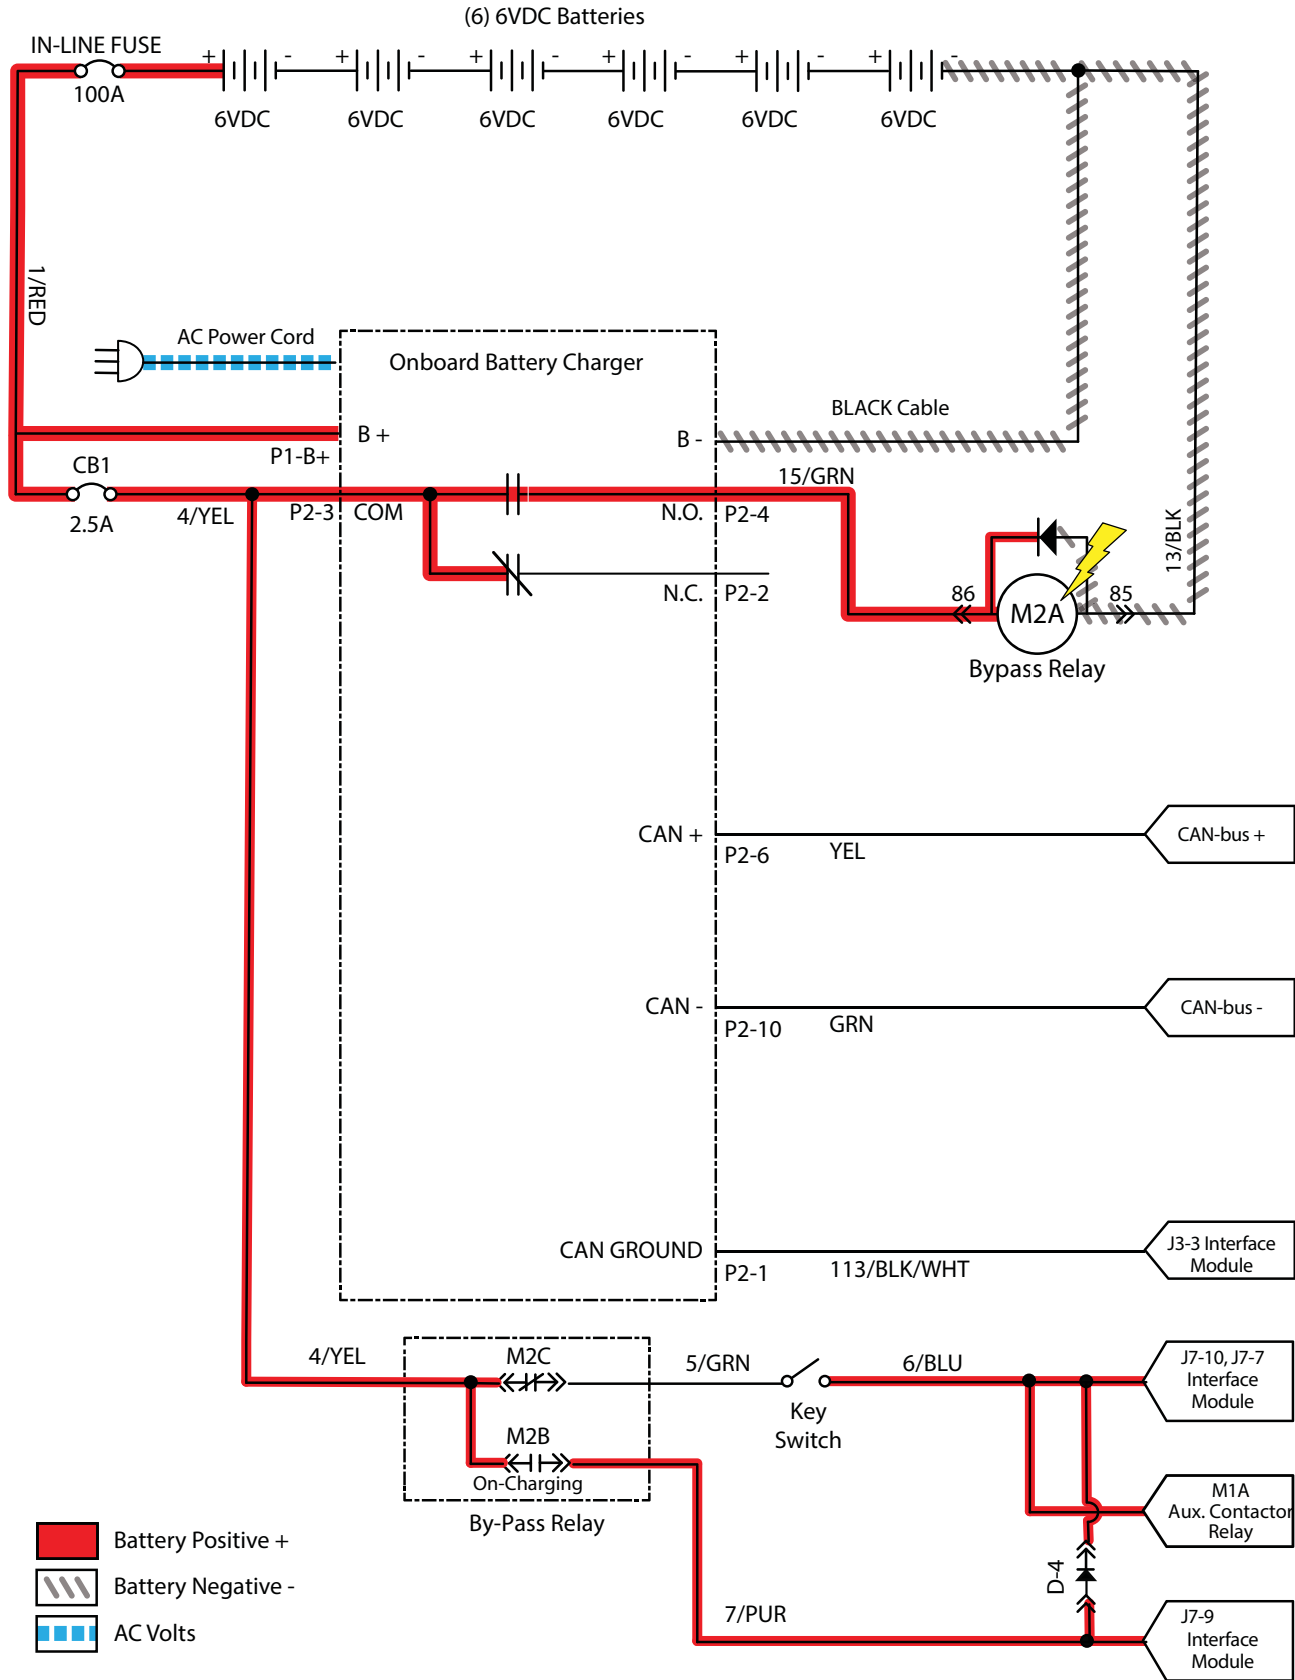 (6) 6VDC Batteries
IN-LINE FUSE
+ - + - + - + - + - + -
100A
6VDC 6VDC 6VDC 6VDC 6VDC 6VDC
1/RED
AC Power Cord
Onboard Battery Charger
BLACK Cable
B +
B -
P1-B+
CB1
2.5A
4/YEL
P2-3
COM
N.O.
P2-4
15/GRN
13/BLK
N.C.
P2-2
86
M2A
85
Bypass Relay
CAN +
P2-6
YEL
CAN-bus +
CAN -
P2-10
GRN
CAN-bus -
CAN GROUND
P2-1
113/BLK/WHT
J3-3 Interface
Module
4/YEL
M2C
5/GRN
Key
Switch
6/BLU
J7-10, J7-7
Interface
Module
M2B
On-Charging
By-Pass Relay
M1A
Aux. Contactor
Relay
D-4
7/PUR
J7-9
Interface
Module
Battery Positive +
Battery Negative -
AC Volts